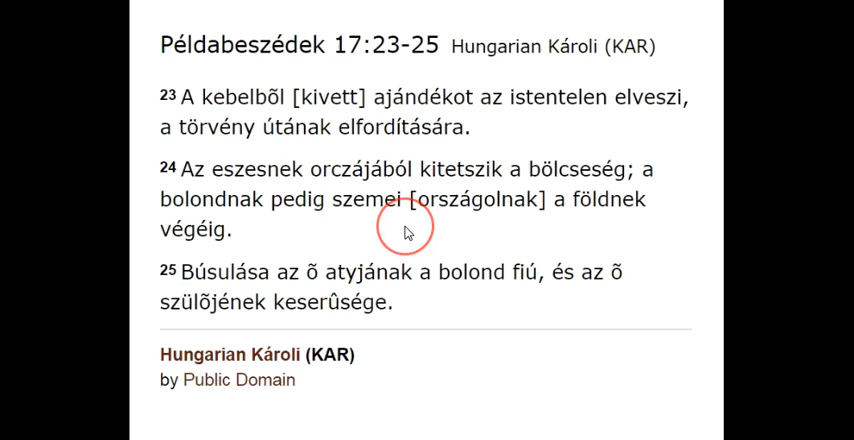 Példabeszédek 17:23-25 Hungarian Károli (KAR)
23 A kebelbõl [kivett] ajándékot az istentelen elveszi,
a törvény útának elfordítására.
24 Az eszesnek orczájából kitetszik a bölcseség; a
bolondnak pedig szemei [országolnak] a földnek
végéig.
25 Búsulása az õ atyjának a bolond fiú, és az õ
szülõjének keserûsége.
Hungarian Károli (KAR)
by Public Domain